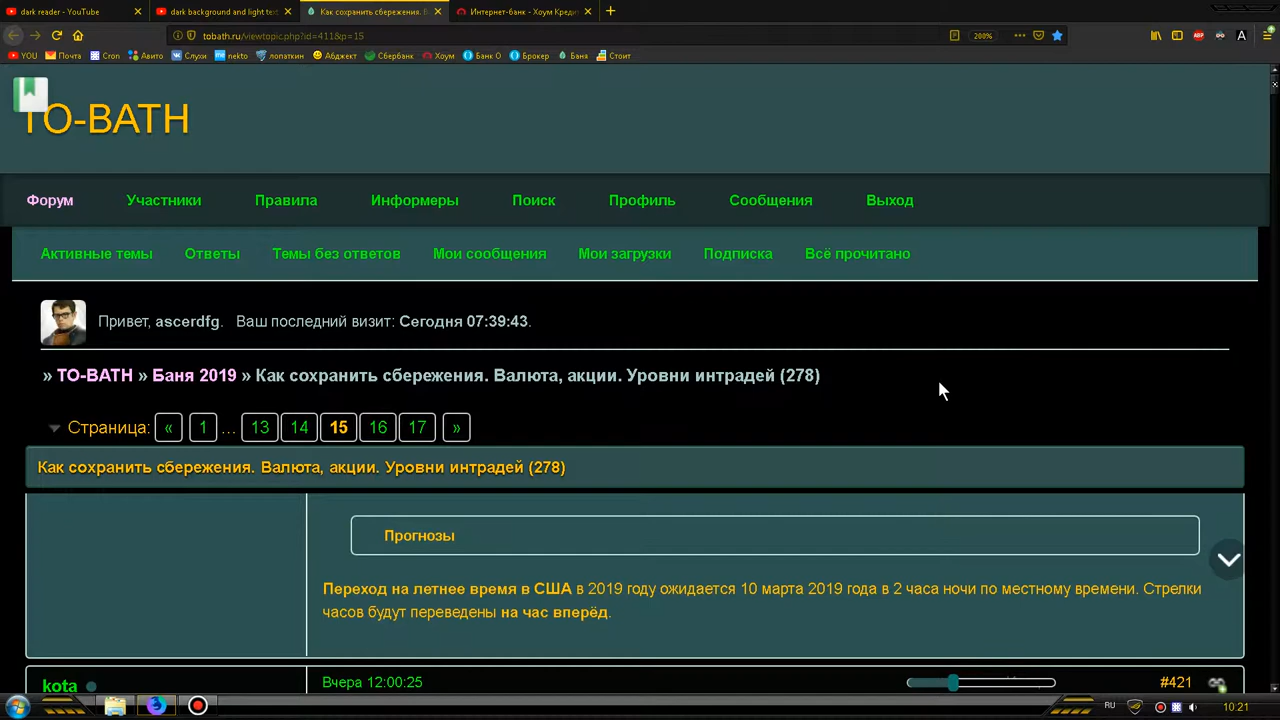 dark reader - YouTube
dark background and light text
Как сохранить сбережения. В
Интернет-банк - Хоум Креди
tobath.ru/viewtopic.php?id=411&p=15
200%
YOU Почта Cron Авито Слухи nekto лопаткин Абджект Сбербанк Хоум Банк О Брокер Баня Стоит
TO-BATH
Форум Участники Правила Информеры Поиск Профиль Сообщения Выход
Активные темы Ответы Темы без ответов Мои сообщения Мои загрузки Подписка Всё прочитано
Привет, ascerdfg. Ваш последний визит: Сегодня 07:39:43.
» TO-BATH » Баня 2019 » Как сохранить сбережения. Валюта, акции. Уровни интрадей (278)
Страница: « 1 ... 13 14 15 16 17 »
Как сохранить сбережения. Валюта, акции. Уровни интрадей (278)
Прогнозы
Переход на летнее время в США в 2019 году ожидается 10 марта 2019 года в 2 часа ночи по местному времени. Стрелки
часов будут переведены на час вперёд.
kota
Вчера 12:00:25
#421
RU
10:21